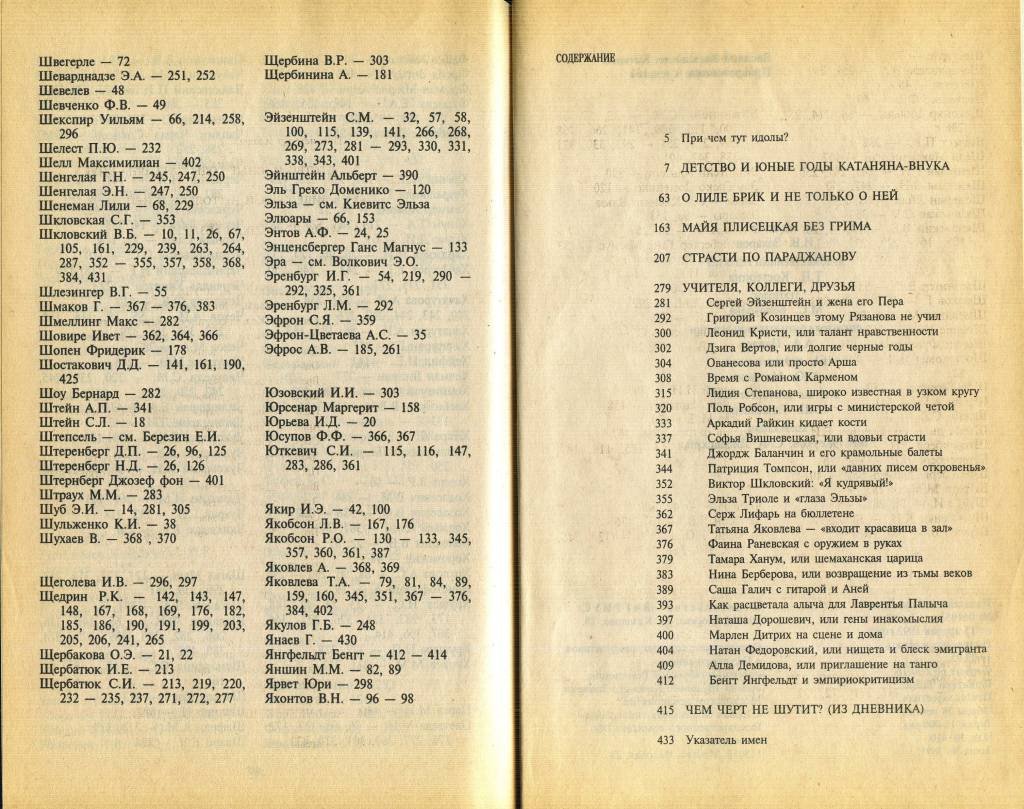 Швегерле — 72
Шеварднадзе Э.А. — 251, 252
Шевелев — 48
Шевченко Ф.В. — 49
Шекспир Уильям — 66, 214, 258,
296
Шелест П.Ю. — 232
Шелл Максимилиан — 402
Шенгелая Г.Н. — 245, 247, 250
Шенгелая Э.Н. — 247, 250
Шенеман Лили — 68, 229
Шкловская С.Г. — 353
Шкловский В.Б. — 10, 11, 26, 67,
105, 161, 229, 239, 263, 264,
287, 352 — 355, 357, 358, 368,
384, 431
Шлезингер В.Г. — 55
Шмаков Г. — 367 — 376, 383
Шмеллинг Макс — 282
Шовире Ивет — 362, 364, 366
Шопен Фридерик — 178
Шостакович Д.Д. — 141, 161, 190,
425
Шоу Бернард — 282
Штейн А.П. — 341
Штейн С.Л. — 18
Штепсель — см. Березин Е.И.
Штеренберг Д.П. — 26, 96, 125
Штеренберг Н.Д. — 26, 126
Штернберг Джозеф фон — 401
Штраух М.М. — 283
Шуб Э.И. — 14, 281, 305
Шульженко К.И. — 38
Шухаев В. — 368 , 370
Щеголева И.В. — 296, 297
Щедрин Р.К. — 142, 143, 147,
148, 167, 168, 169, 176, 182,
185, 186, 190, 191, 199, 203,
205, 206, 241, 265
Щербакова О.Э. — 21, 22
Щербатюк И.Е. — 213
Щербатюк С.И. — 213, 219, 220,
232 — 235, 237, 271, 272, 277
Щербина В.Р. — 303
Щербинина А. — 181
Эйзенштейн С.М. — 32, 57, 58,
100, 115, 139, 141, 266, 268,
269, 273, 281 — 293, 330, 331,
338, 343, 401
Эйнштейн Альберт — 390
Эль Греко Доменико — 120
Эльза — см. Киевитс Эльза
Элюары — 66, 153
Энтов А.Ф. — 24, 25
Энценсбергер Ганс Магнус — 133
Эра — см. Волкович Э.О.
Эренбург И.Г. — 54, 219, 290 —
292, 325, 361
Эренбург Л.М. — 292
Эфрон С.Я. — 359
Эфрон-Цветаева А.С. — 35
Эфрос А.В. — 185, 261
Юзовский И.И. — 303
Юрсенар Маргерит — 158
Юрьева И.Д. — 20
Юсупов Ф.Ф. — 366, 367
Юткевич С.И. — 115, 116, 147,
283, 286, 361
Якир И.Э. — 42, 100
Якобсон Л.В. — 167, 176
Якобсон Р.О. — 130 — 133, 345,
357, 360, 361, 387
Яковлев А. — 368, 369
Яковлева Т.А. — 79, 81, 84, 89,
159, 160, 345, 351, 367 — 376,
384, 402
Якулов Г.Б. — 248
Янаев Г. — 430
Янгфельдт Бенгт — 412 — 414
Яншин М.М. — 82, 89
Ярвет Юри — 298
Яхонтов В.Н. — 96 — 98
СОДЕРЖАНИЕ
5 При чем тут идолы?
7 ДЕТСТВО И ЮНЫЕ ГОДЫ КАТАНЯНА-ВНУКА
63 О ЛИЛЕ БРИК И НЕ ТОЛЬКО О НЕЙ
163 МАЙЯ ПЛИСЕЦКАЯ БЕЗ ГРИМА
207 СТРАСТИ ПО ПАРАДЖАНОВУ
279 УЧИТЕЛЯ, КОЛЛЕГИ, ДРУЗЬЯ
281 Сергей Эйзенштейн и жена его Пера
292 Григорий Козинцев этому Рязанова не учил
300 Леонид Кристи, или талант нравственности
302 Дзига Вертов, или долгие черные годы
304 Ованесова или просто Арша
308 Время с Романом Карменом
315 Лидия Степанова, широко известная в узком кругу
320 Поль Робсон, или игры с министерской четой
333 Аркадий Райкин кидает кости
337 Софья Вишневецкая, или вдовьи страсти
341 Джордж Баланчин и его крамольные балеты
344 Патриция Томпсон, или «давних писем откровенья»
352 Виктор Шкловский: «Я кудрявый!»
355 Эльза Триоле и «глаза Эльзы»
362 Серж Лифарь на бюллетене
367 Татьяна Яковлева — «входит красавица в зал»
376 Фаина Раневская с оружием в руках
379 Тамара Ханум, или шемаханская царица
383 Нина Берберова, или возвращение из тьмы веков
389 Саша Галич с гитарой и Аней
393 Как расцветала алыча для Лаврентья Палыча
397 Наташа Дорошевич, или гены инакомыслия
400 Марлен Дитрих на сцене и дома
404 Натан Федоровский, или нищета и блеск эмигранта
409 Алла Демидова, или приглашение на танго
412 Бенгт Янгфельдт и эмпириокритицизм
415 ЧЕМ ЧЕРТ НЕ ШУТИТ? (ИЗ ДНЕВНИКА)
433 Указатель имен